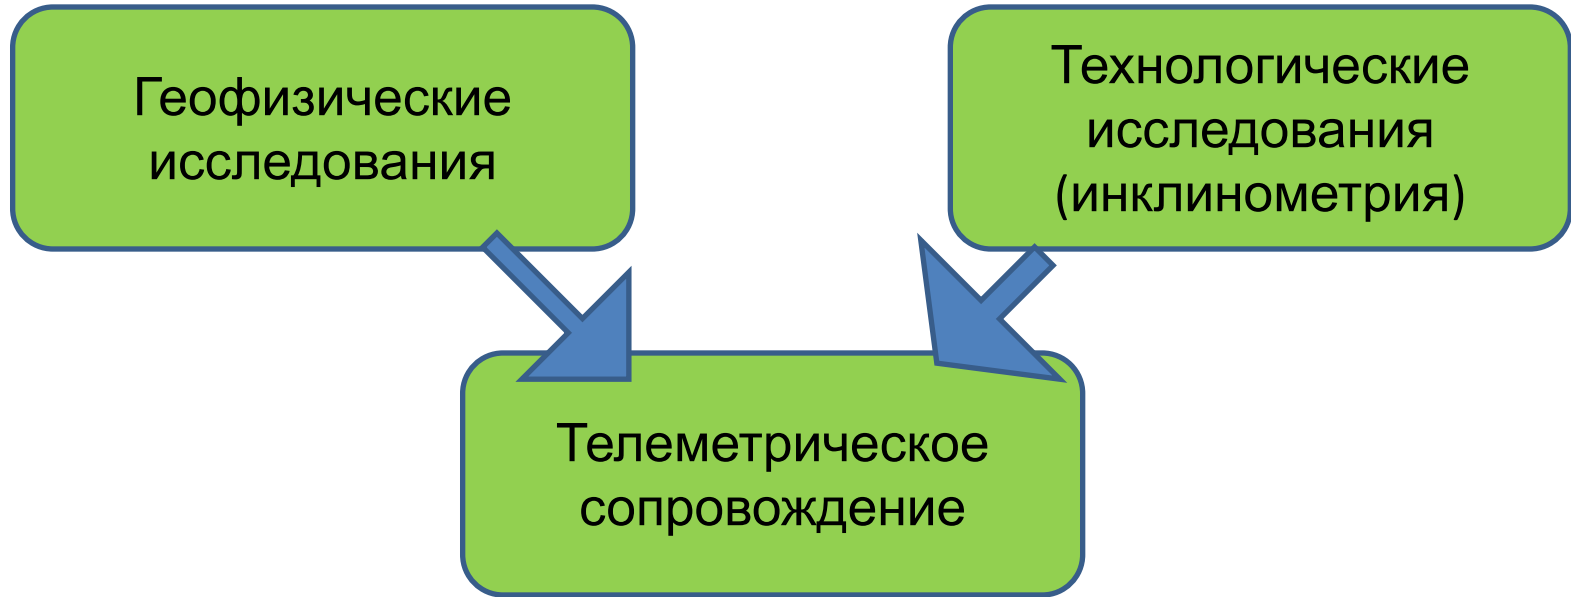 Геофизические
исследования
Технологические
исследования
(инклинометрия)
Телеметрическое
сопровождение